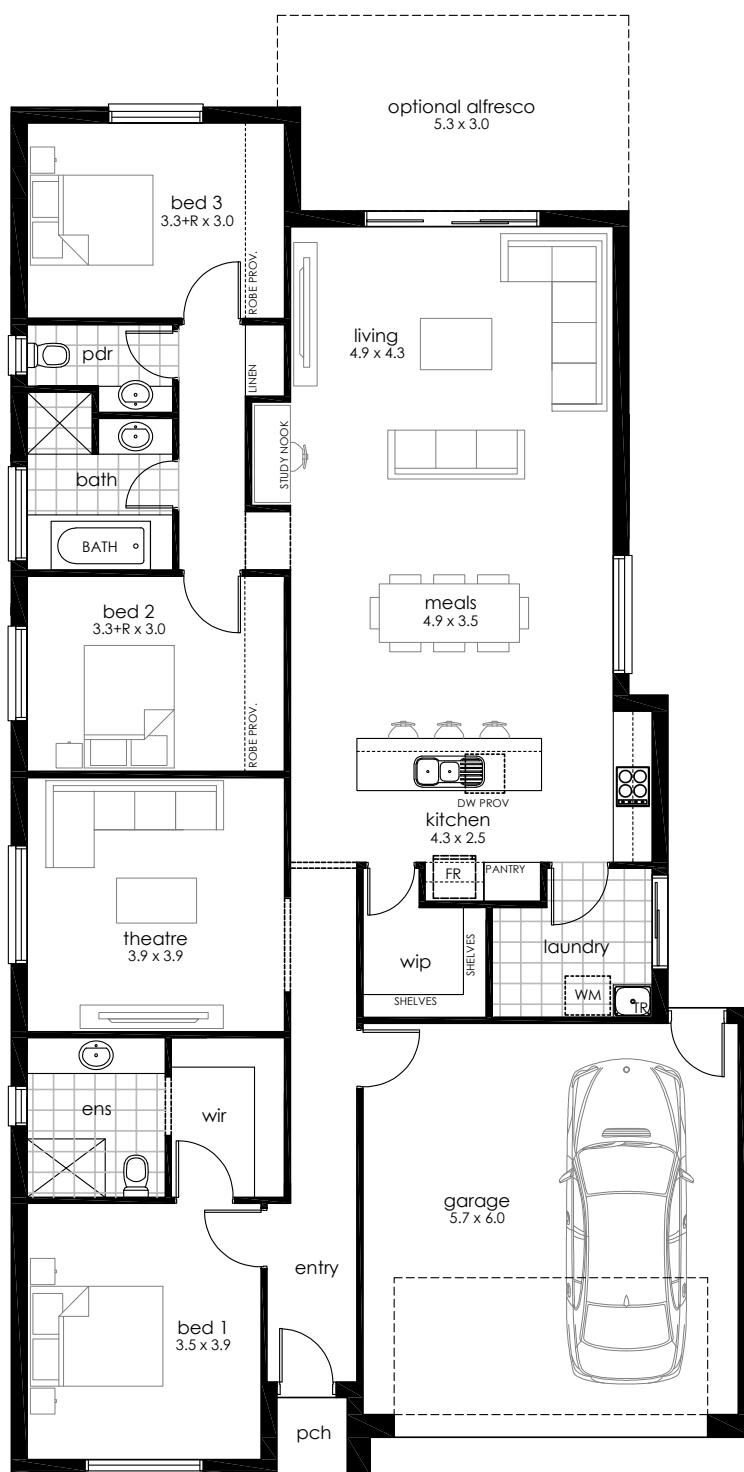 optional alfresco
5.3 x 3.0
bed 3
3.3+R x 3.0
ROBE PROV.
living
4.9 x 4.3
pdr
LINEN
STUDY NOOK
bath
BATH
bed 2
3.3+R x 3.0
ROBE PROV.
meals
4.9 x 3.5
DW PROV
kitchen
4.3 x 2.5
FR
PANTRY
theatre
3.9 x 3.9
wip
SHELVES
SHELVES
laundry
WM
TR
ens
wir
garage
5.7 x 6.0
entry
bed 1
3.5 x 3.9
pch